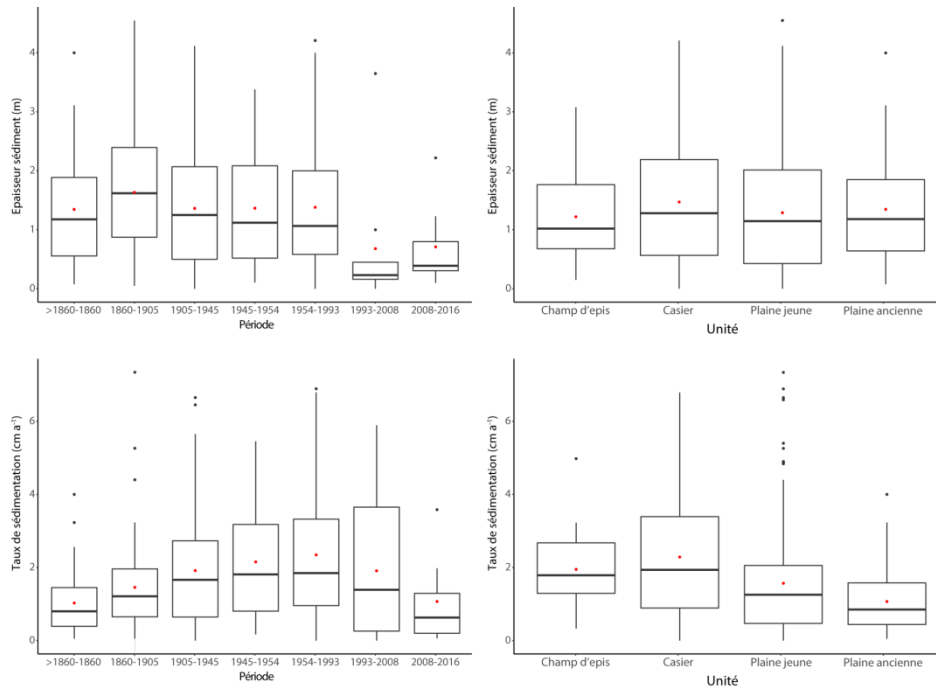 Epaisseur sédiment (m)
4
3
2
1
0
>1860-1860 1860-1905 1905-1945 1945-1954 1954-1993 1993-2008 2008-2016
Période
Epaisseur sédiment (m)
4
3
2
1
0
Champ d'epis Casier Plaine jeune Plaine ancienne
Unité
Taux de sédimentation (cm a⁻¹)
6
4
2
0
>1860-1860 1860-1905 1905-1945 1945-1954 1954-1993 1993-2008 2008-2016
Période
Taux de sédimentation (cm a⁻¹)
6
4
2
0
Champ d'epis Casier Plaine jeune Plaine ancienne
Unité